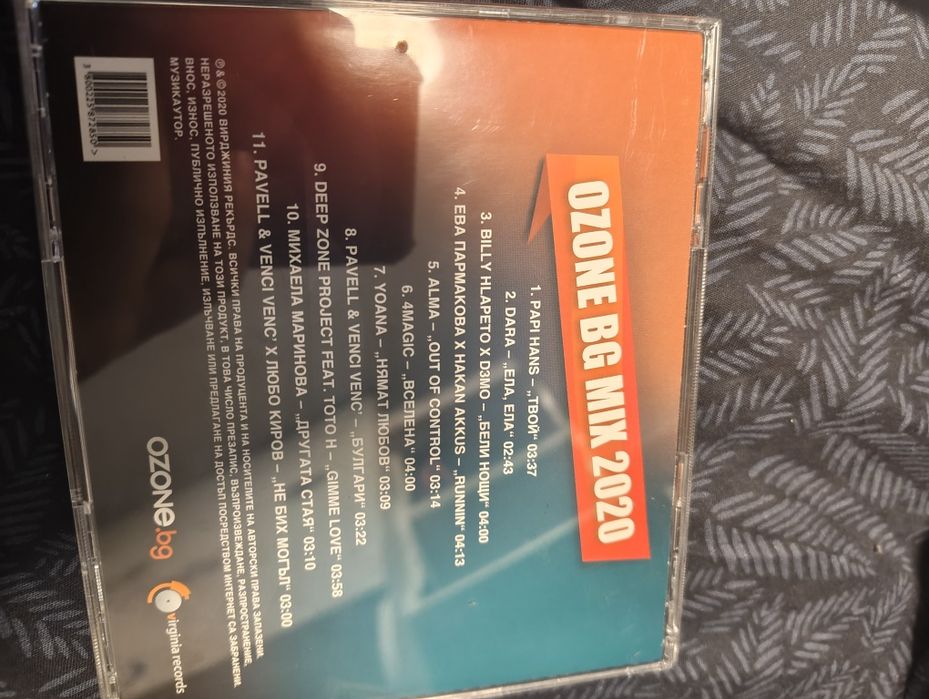 OZONE BG MIX 2020
1. PAPI HANS – „ТВОЙ“ 03:37
2. DARA – „ЕЛА, ЕЛА“ 02:43
3. BILLY HLAPETO X D3MO – „БЕЛИ НОЩИ“ 04:00
4. ЕВА ПАРМАКОВА X HAKAN AKKUS – „RUNNIN“ 04:13
5. ALMA – „OUT OF CONTROL“ 03:14
6. 4MAGIC – „ВСЕЛЕНА“ 04:00
7. YOANA – „НЯМАТ ЛЮБОВ“ 03:09
8. PAVELL & VENCI VENC’ – „БУЛГАРИ“ 03:22
9. DEEP ZONE PROJECT FEAT. TOTO H – „GIMME LOVE“ 03:58
10. МИХАЕЛА МАРИНОВА – „ДРУГАТА СТАЯ“ 03:10
11. PAVELL & VENCI VENC’ X ЛЮБО КИРОВ – „НЕ БИХ МОГЪЛ“ 03:00
℗ & © 2020 ВИРДЖИНИЯ РЕКЪРДС. ВСИЧКИ ПРАВА НА ПРОДУЦЕНТА И НА НОСИТЕЛИТЕ НА АВТОРСКИ ПРАВА ЗАПАЗЕНИ.
НЕРАЗРЕШЕНОТО ИЗПОЛЗВАНЕ НА ТОЗИ ПРОДУКТ, В ТОВА ЧИСЛО ПРЕЗАПИС, ВЪЗПРОИЗВЕЖДАНЕ, РАЗПРОСТРАНЕНИЕ,
ВНОС, ИЗНОС, ПУБЛИЧНО ИЗПЪЛНЕНИЕ, ИЗЛЪЧВАНЕ ИЛИ ПРЕДЛАГАНЕ НА ДОСТЪП ПОСРЕДСТВОМ ИНТЕРНЕТ СА ЗАБРАНЕНИ.
МУЗИКАУТОР.
3 800225 872850 >
OZONE.bg
virginia records